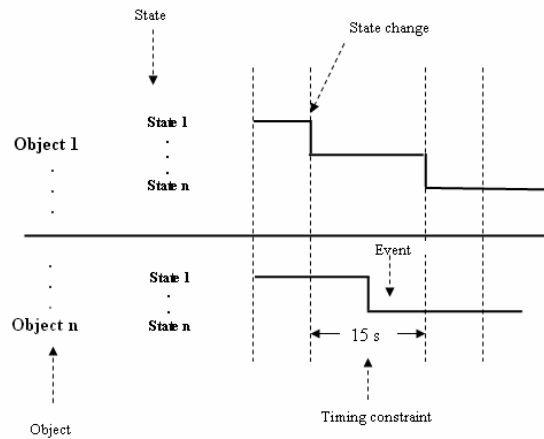 State
State change
State 1
Object 1
State n
Event
State 1
Object n
State n
15 s
Timing constraint
Object